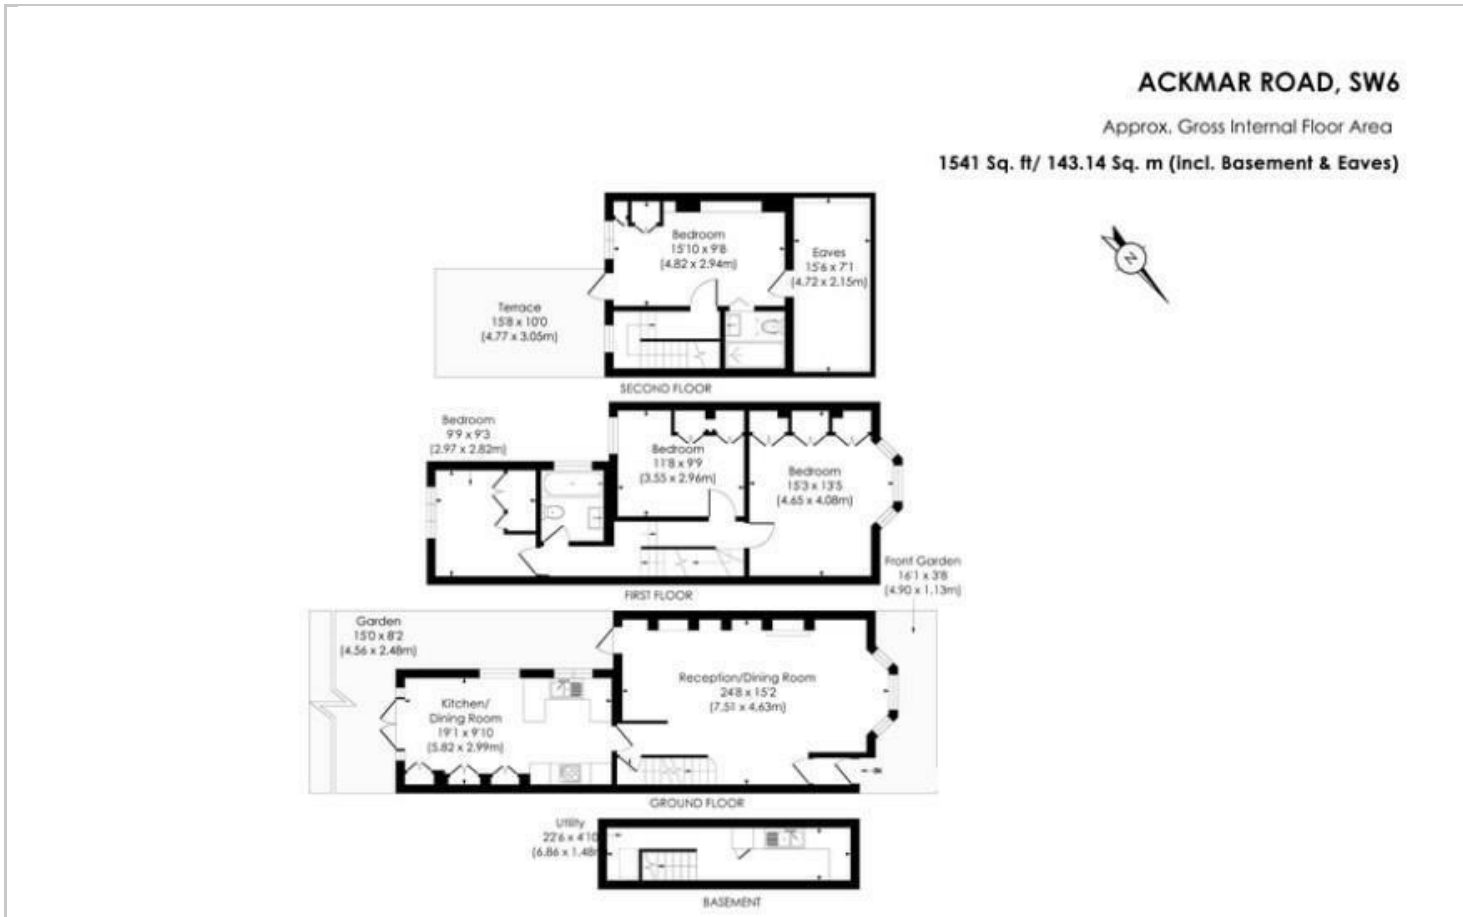 ACKMAR ROAD, SW6
Approx. Gross Internal Floor Area
1541 Sq. ft/ 143.14 Sq. m (incl. Basement & Eaves)
N
Bedroom
15'10 x 9'8
(4.82 x 2.94m)
Eaves
15'6 x 7'1
(4.72 x 2.15m)
Terrace
15'8 x 10'0
(4.77 x 3.05m)
SECOND FLOOR
Bedroom
9'9 x 9'3
(2.97 x 2.82m)
Bedroom
11'8 x 9'9
(3.55 x 2.96m)
Bedroom
15'3 x 13'5
(4.65 x 4.08m)
FIRST FLOOR
Front Garden
16'1 x 3'8
(4.90 x 1.13m)
Garden
15'0 x 8'2
(4.56 x 2.48m)
Reception/Dining Room
24'8 x 15'2
(7.51 x 4.63m)
Kitchen/
Dining Room
19'1 x 9'10
(5.82 x 2.99m)
IN
GROUND FLOOR
Utility
22'6 x 4'10
(6.86 x 1.48m
BASEMENT